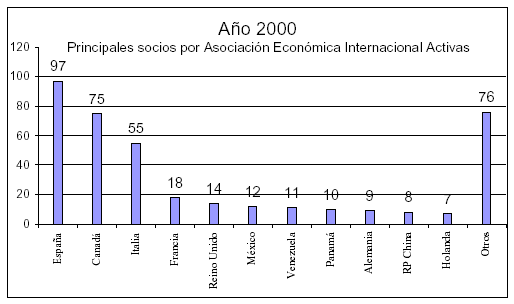 Año 2000
Principales socios por Asociación Económica Internacional Activas
120
100
80
60
40
20
0
97
75
55
18
14
12
11
10
9
8
7
76
España
Canadá
Italia
Francia
Reino Unido
México
Venezuela
Panamá
Alemania
RP China
Holanda
Otros